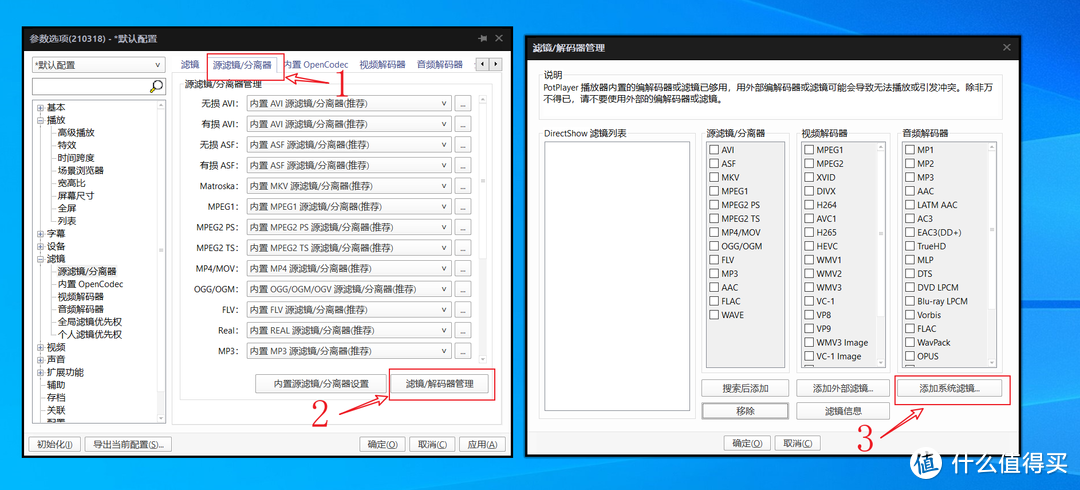 参数选项(210318) - *默认配置
*默认配置
基本
播放
高级播放
特效
时间跨度
场景浏览器
宽高比
屏幕尺寸
全屏
列表
字幕
设备
滤镜
源滤镜/分离器
内置 OpenCodec
视频解码器
音频解码器
全局滤镜优先权
个人滤镜优先权
视频
声音
扩展功能
辅助
存档
关联
滤镜 源滤镜/分离器 内置 OpenCodec 视频解码器 音频解码器
1
源滤镜/分离器管理
无损 AVI: 内置 AVI 源滤镜/分离器(推荐) ...
有损 AVI: 内置 AVI 源滤镜/分离器(推荐) ...
无损 ASF: 内置 ASF 源滤镜/分离器(推荐) ...
有损 ASF: 内置 ASF 源滤镜/分离器(推荐) ...
Matroska: 内置 MKV 源滤镜/分离器(推荐) ...
MPEG1: 内置 MPEG1 源滤镜/分离器(推荐) ...
MPEG2 PS: 内置 MPEG2 PS 源滤镜/分离器(推荐) ...
MPEG2 TS: 内置 MPEG2 TS 源滤镜/分离器(推荐) ...
MP4/MOV: 内置 MP4 源滤镜/分离器(推荐) ...
OGG/OGM: 内置 OGG/OGM/OGV 源滤镜/分离器(推荐) ...
FLV: 内置 FLV 源滤镜/分离器(推荐) ...
Real: 内置 REAL 源滤镜/分离器(推荐) ...
MP3: 内置 MP3 源滤镜/分离器(推荐) ...
内置源滤镜/分离器设置 滤镜/解码器管理
2
初始化(I) 导出当前配置(S)... 确定(O) 取消(C) 应用(A)
滤镜/解码器管理
说明
PotPlayer 播放器内置的编解码器或滤镜已够用，用外部编解码器或滤镜可能会导致无法播放或引发冲突。除非万
不得已，请不要使用外部的编解码器或滤镜。
DirectShow 滤镜列表
源滤镜/分离器
AVI
ASF
MKV
MPEG1
MPEG2 PS
MPEG2 TS
MP4/MOV
OGG/OGM
FLV
MP3
AAC
FLAC
WAVE
视频解码器
MPEG1
MPEG2
XVID
DIVX
H264
AVC1
H265
HEVC
WMV1
WMV2
WMV3
VC-1
VP8
VP9
WMV3 Image
VC-1 Image
音频解码器
MP1
MP2
MP3
AAC
LATM AAC
AC3
EAC3(DD+)
TrueHD
MLP
DTS
DVD LPCM
Blu-ray LPCM
Vorbis
FLAC
WavPack
OPUS
搜索后添加 添加外部滤镜... 添加系统滤镜...
移除 滤镜信息
3
确定(O) 取消(C)
值 什么值得买